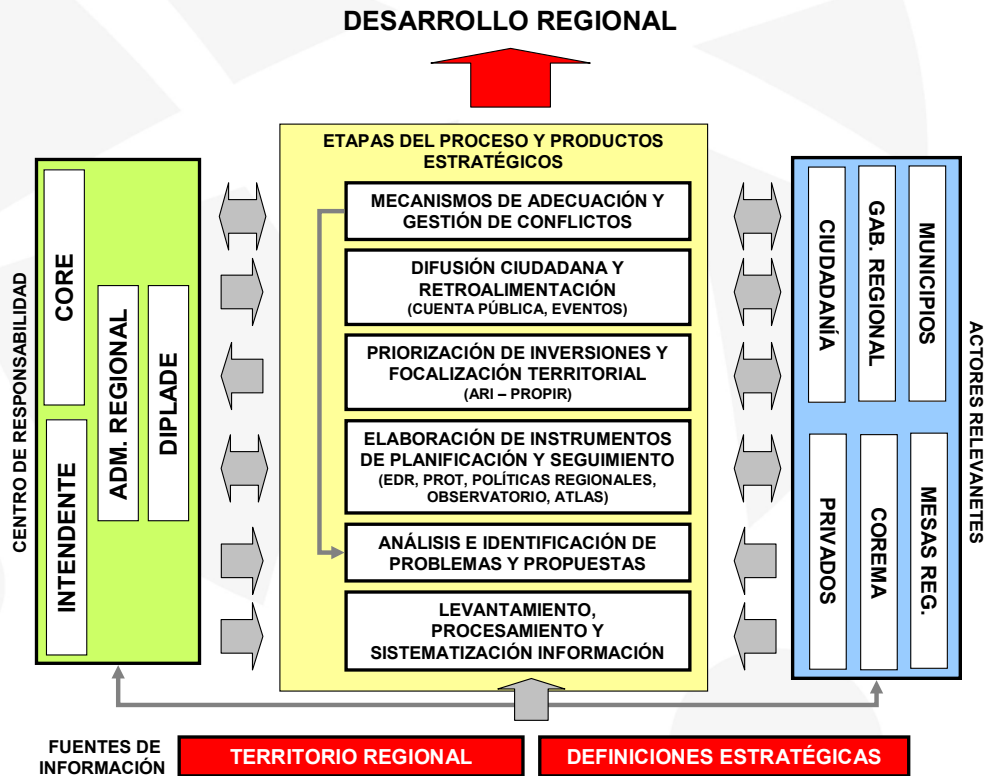 DESARROLLO REGIONAL
ETAPAS DEL PROCESO Y PRODUCTOS
ESTRATÉGICOS
MECANISMOS DE ADECUACIÓN Y
GESTIÓN DE CONFLICTOS
DIFUSIÓN CIUDADANA Y
RETROALIMENTACIÓN
(CUENTA PÚBLICA, EVENTOS)
PRIORIZACIÓN DE INVERSIONES Y
FOCALIZACIÓN TERRITORIAL
(ARI – PROPIR)
ELABORACIÓN DE INSTRUMENTOS
DE PLANIFICACIÓN Y SEGUIMIENTO
(EDR, PROT, POLÍTICAS REGIONALES,
OBSERVATORIO, ATLAS)
ANÁLISIS E IDENTIFICACIÓN DE
PROBLEMAS Y PROPUESTAS
LEVANTAMIENTO,
PROCESAMIENTO Y
SISTEMATIZACIÓN INFORMACIÓN
CENTRO DE RESPONSABILIDAD
CORE
INTENDENTE
ADM. REGIONAL
DIPLADE
CIUDADANÍA
GAB. REGIONAL
MUNICIPIOS
PRIVADOS
COREMA
MESAS REG.
ACTORES RELEVANETES
FUENTES DE
INFORMACIÓN
TERRITORIO REGIONAL
DEFINICIONES ESTRATÉGICAS